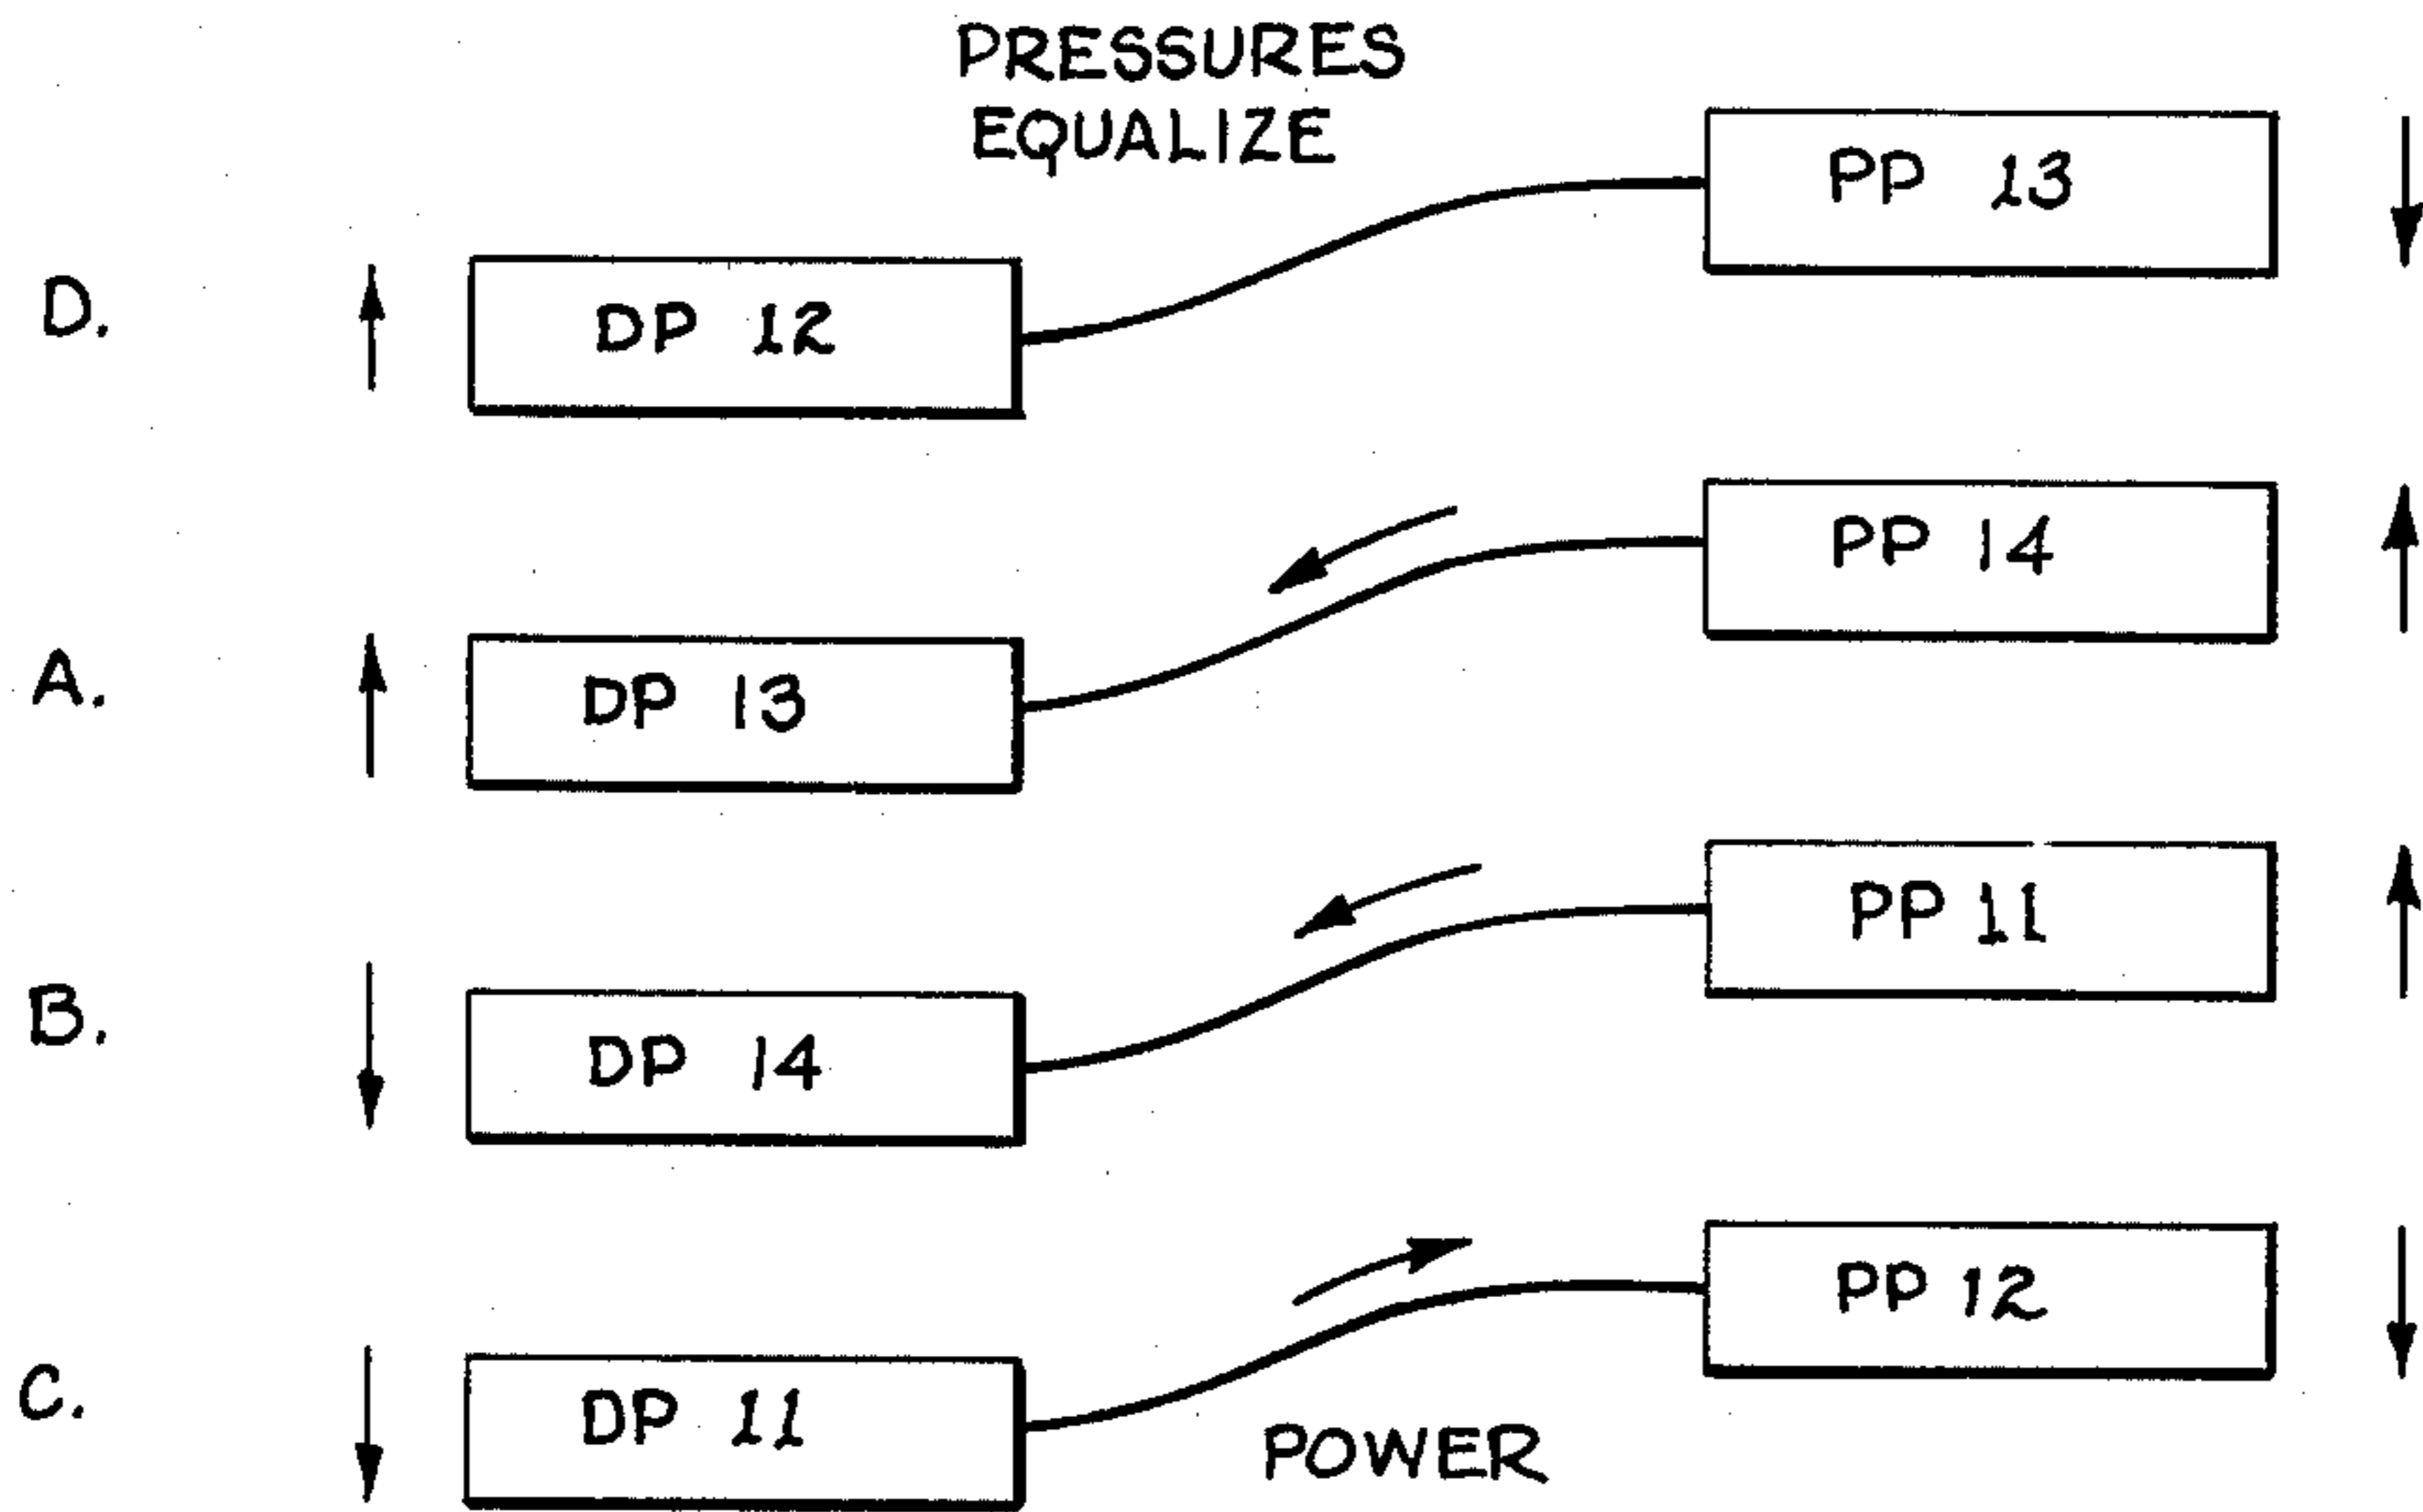 PRESSURES
EQUALIZE
PP 13
D.
DP 12
PP 14
A.
DP 13
PP 11
B.
DP 14
PP 12
C.
DP 11
POWER